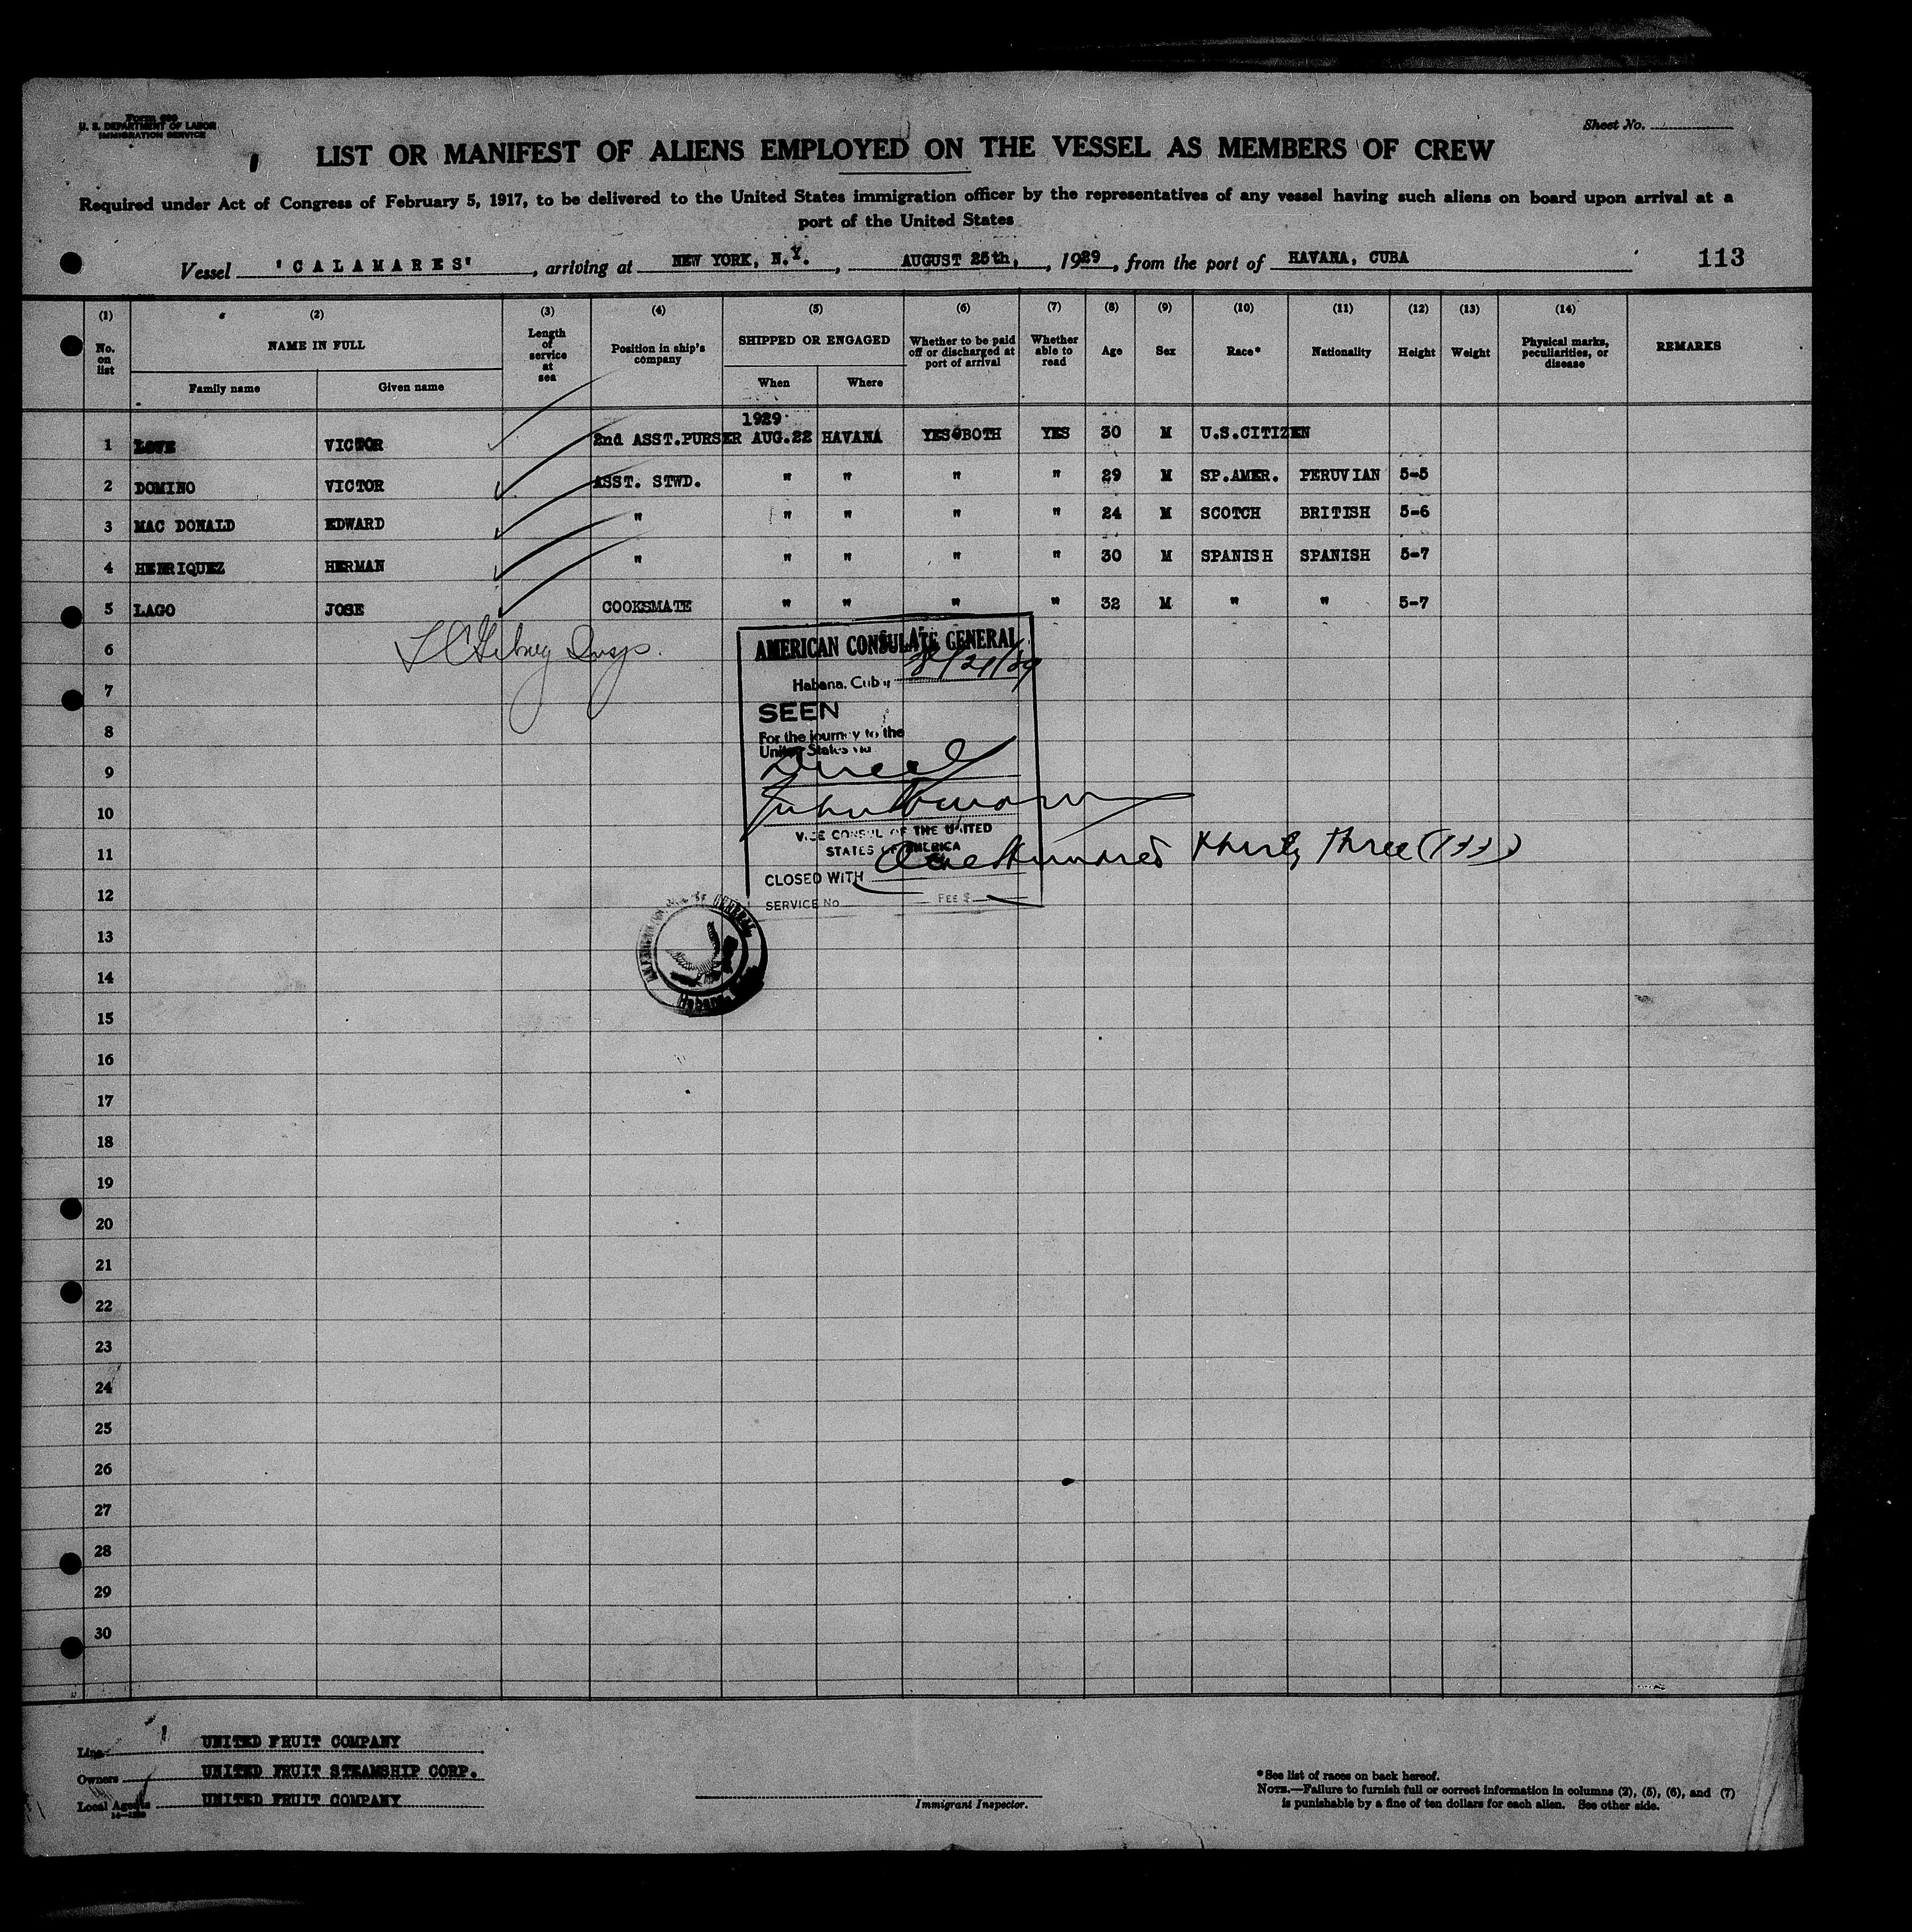 Form 680
U. S. DEPARTMENT OF LABOR
IMMIGRATION SERVICE
Sheet No.
LIST OR MANIFEST OF ALIENS EMPLOYED ON THE VESSEL AS MEMBERS OF CREW
Required under Act of Congress of February 5, 1917, to be delivered to the United States immigration officer by the representatives of any vessel having such aliens on board upon arrival at a
port of the United States
Vessel 'CALAMARES', arriving at NEW YORK, N.Y., AUGUST 25th, 1929, from the port of HAVANA, CUBA 113
(1) (2) (3) (4) (5) (6) (7) (8) (9) (10) (11) (12) (13) (14)
No. on list NAME IN FULL Length of service at sea Position in ship's company SHIPPED OR ENGAGED Whether to be paid off or discharged at port of arrival Whether able to read Age Sex Race* Nationality Height Weight Physical marks, peculiarities, or disease REMARKS
Family name Given name When Where
1929
1 LOVE VICTOR 2nd ASST.PURSER AUG.22 HAVANA YES&BOTH YES 30 M U.S.CITIZEN
2 DOMINO VICTOR ASST. STWD. " " " " 29 M SP.AMER. PERUVIAN 5-5
3 MAC DONALD EDWARD " " " " " 24 M SCOTCH BRITISH 5-6
4 HENRIQUEZ HERMAN " " " " " 30 M SPANISH SPANISH 5-7
5 LAGO JOSE COOKSMATE " " " " 32 M " " 5-7
6
7
8
9
10
11
12
13
14
15
16
17
18
19
20
21
22
23
24
25
26
27
28
29
30
AMERICAN CONSULATE GENERAL
Habana, Cuba
SEEN
For the journey to the
United States via
VICE CONSUL OF THE UNITED
STATES OF AMERICA
CLOSED WITH One Hundred Thirty Three (133)
SERVICE No. FEE $
GENERAL
Habana
Line UNITED FRUIT COMPANY
Owners UNITED FRUIT STEAMSHIP CORP.
Local Agents UNITED FRUIT COMPANY
Immigrant Inspector.
*See list of races on back hereof.
NOTE.—Failure to furnish full or correct information in columns (2), (5), (6), and (7)
is punishable by a fine of ten dollars for each alien. See other side.